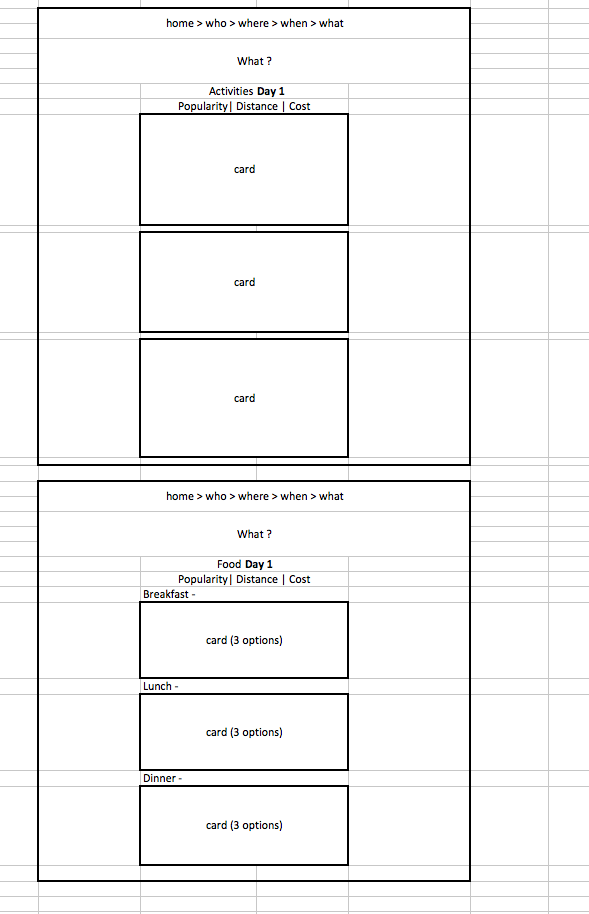 home > who > where > when > what
What ?
Activities Day 1
Popularity| Distance | Cost
card
card
card
home > who > where > when > what
What ?
Food Day 1
Popularity| Distance | Cost
Breakfast -
card (3 options)
Lunch -
card (3 options)
Dinner -
card (3 options)